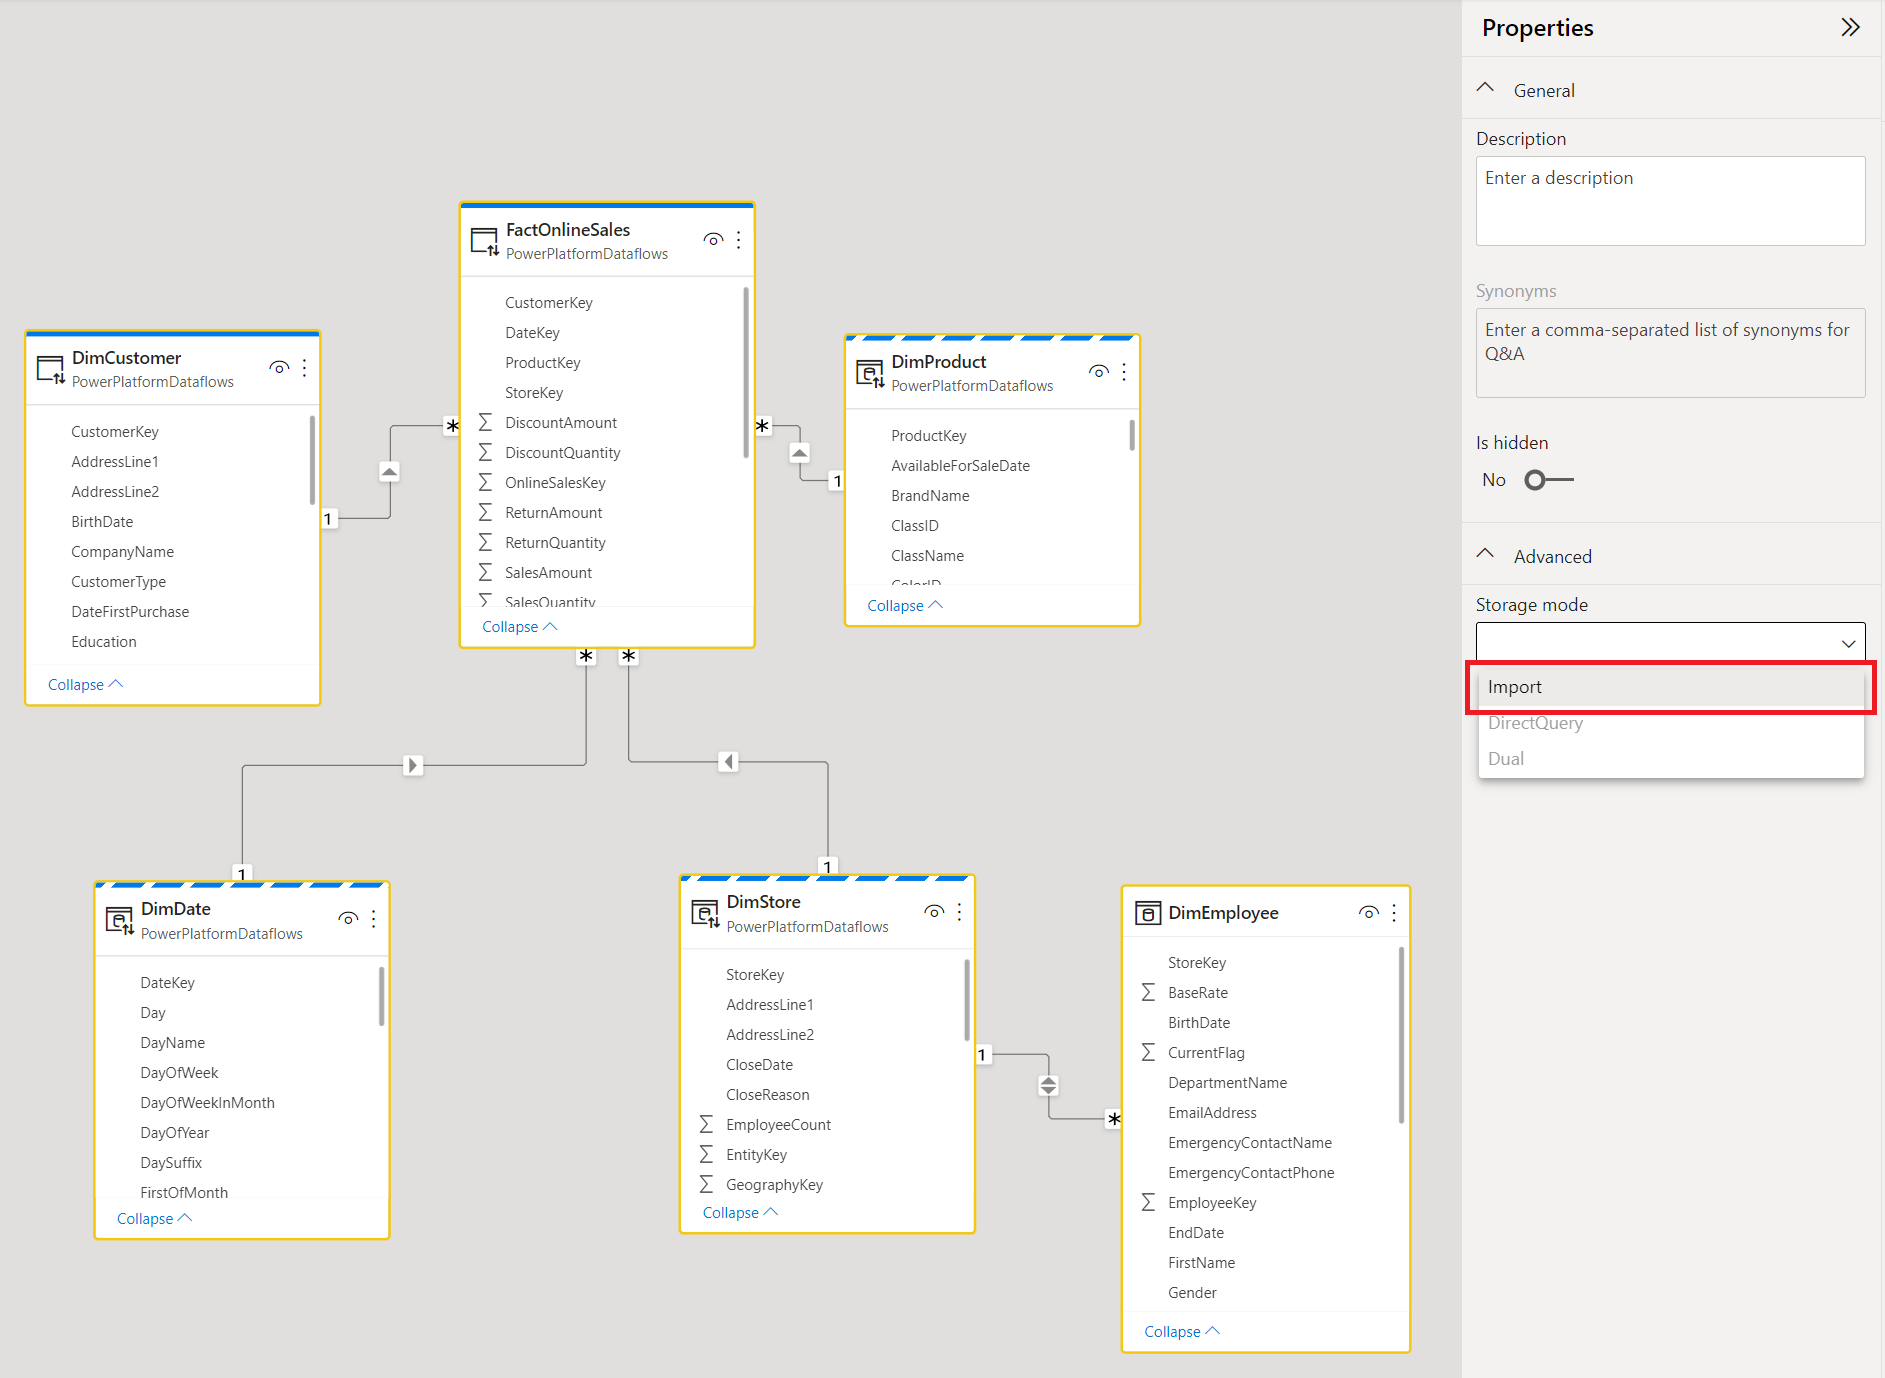 FactOnlineSales
PowerPlatformDataflows
CustomerKey
DateKey
ProductKey
StoreKey
DiscountAmount
DiscountQuantity
OnlineSalesKey
ReturnAmount
ReturnQuantity
SalesAmount
SalesQuantity
Collapse
DimCustomer
PowerPlatformDataflows
CustomerKey
AddressLine1
AddressLine2
BirthDate
CompanyName
CustomerType
DateFirstPurchase
Education
Collapse
1
*
*
1
DimProduct
PowerPlatformDataflows
ProductKey
AvailableForSaleDate
BrandName
ClassID
ClassName
ColorID
Collapse
*
*
1
1
DimDate
PowerPlatformDataflows
DateKey
Day
DayName
DayOfWeek
DayOfWeekInMonth
DayOfYear
DaySuffix
FirstOfMonth
Collapse
DimStore
PowerPlatformDataflows
StoreKey
AddressLine1
AddressLine2
CloseDate
CloseReason
EmployeeCount
EntityKey
GeographyKey
Collapse
1
*
DimEmployee
StoreKey
BaseRate
BirthDate
CurrentFlag
DepartmentName
EmailAddress
EmergencyContactName
EmergencyContactPhone
EmployeeKey
EndDate
FirstName
Gender
Collapse
Properties
General
Description
Enter a description
Synonyms
Enter a comma-separated list of synonyms for
Q&A
Is hidden
No
Advanced
Storage mode
Import
DirectQuery
Dual